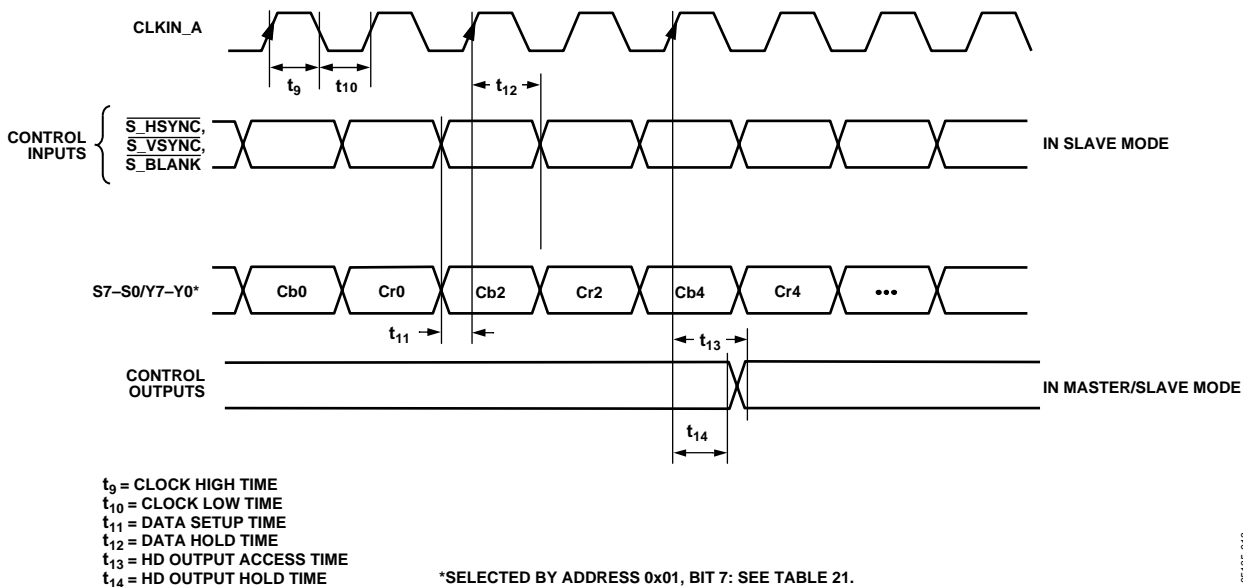 CLKIN_A
t9
t10
t12
CONTROL INPUTS
S_HSYNC,
S_VSYNC,
S_BLANK
IN SLAVE MODE
S7–S0/Y7–Y0*
Cb0
Cr0
Cb2
Cr2
Cb4
Cr4
•••
t11
t13
CONTROL OUTPUTS
IN MASTER/SLAVE MODE
t14
t9 = CLOCK HIGH TIME
t10 = CLOCK LOW TIME
t11 = DATA SETUP TIME
t12 = DATA HOLD TIME
t13 = HD OUTPUT ACCESS TIME
t14 = HD OUTPUT HOLD TIME
*SELECTED BY ADDRESS 0x01, BIT 7: SEE TABLE 21.